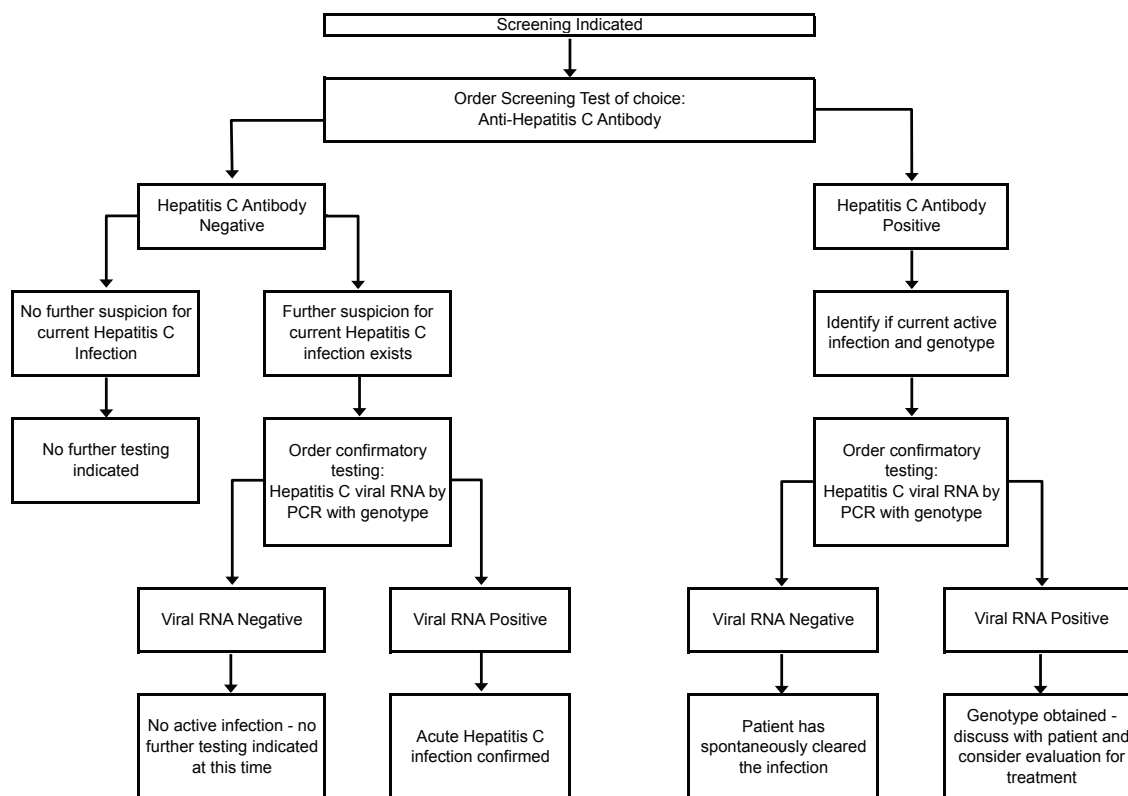 Screening Indicated
Order Screening Test of choice:
Anti-Hepatitis C Antibody
Hepatitis C Antibody
Negative
Hepatitis C Antibody
Positive
No further suspicion for
current Hepatitis C
Infection
Further suspicion for
current Hepatitis C
infection exists
Identify if current active
infection and genotype
No further testing
indicated
Order confirmatory
testing:
Hepatitis C viral RNA by
PCR with genotype
Order confirmatory
testing:
Hepatitis C viral RNA by
PCR with genotype
Viral RNA Negative
Viral RNA Positive
Viral RNA Negative
Viral RNA Positive
No active infection - no
further testing indicated
at this time
Acute Hepatitis C
infection confirmed
Patient has
spontaneously cleared
the infection
Genotype obtained -
discuss with patient and
consider evaluation for
treatment